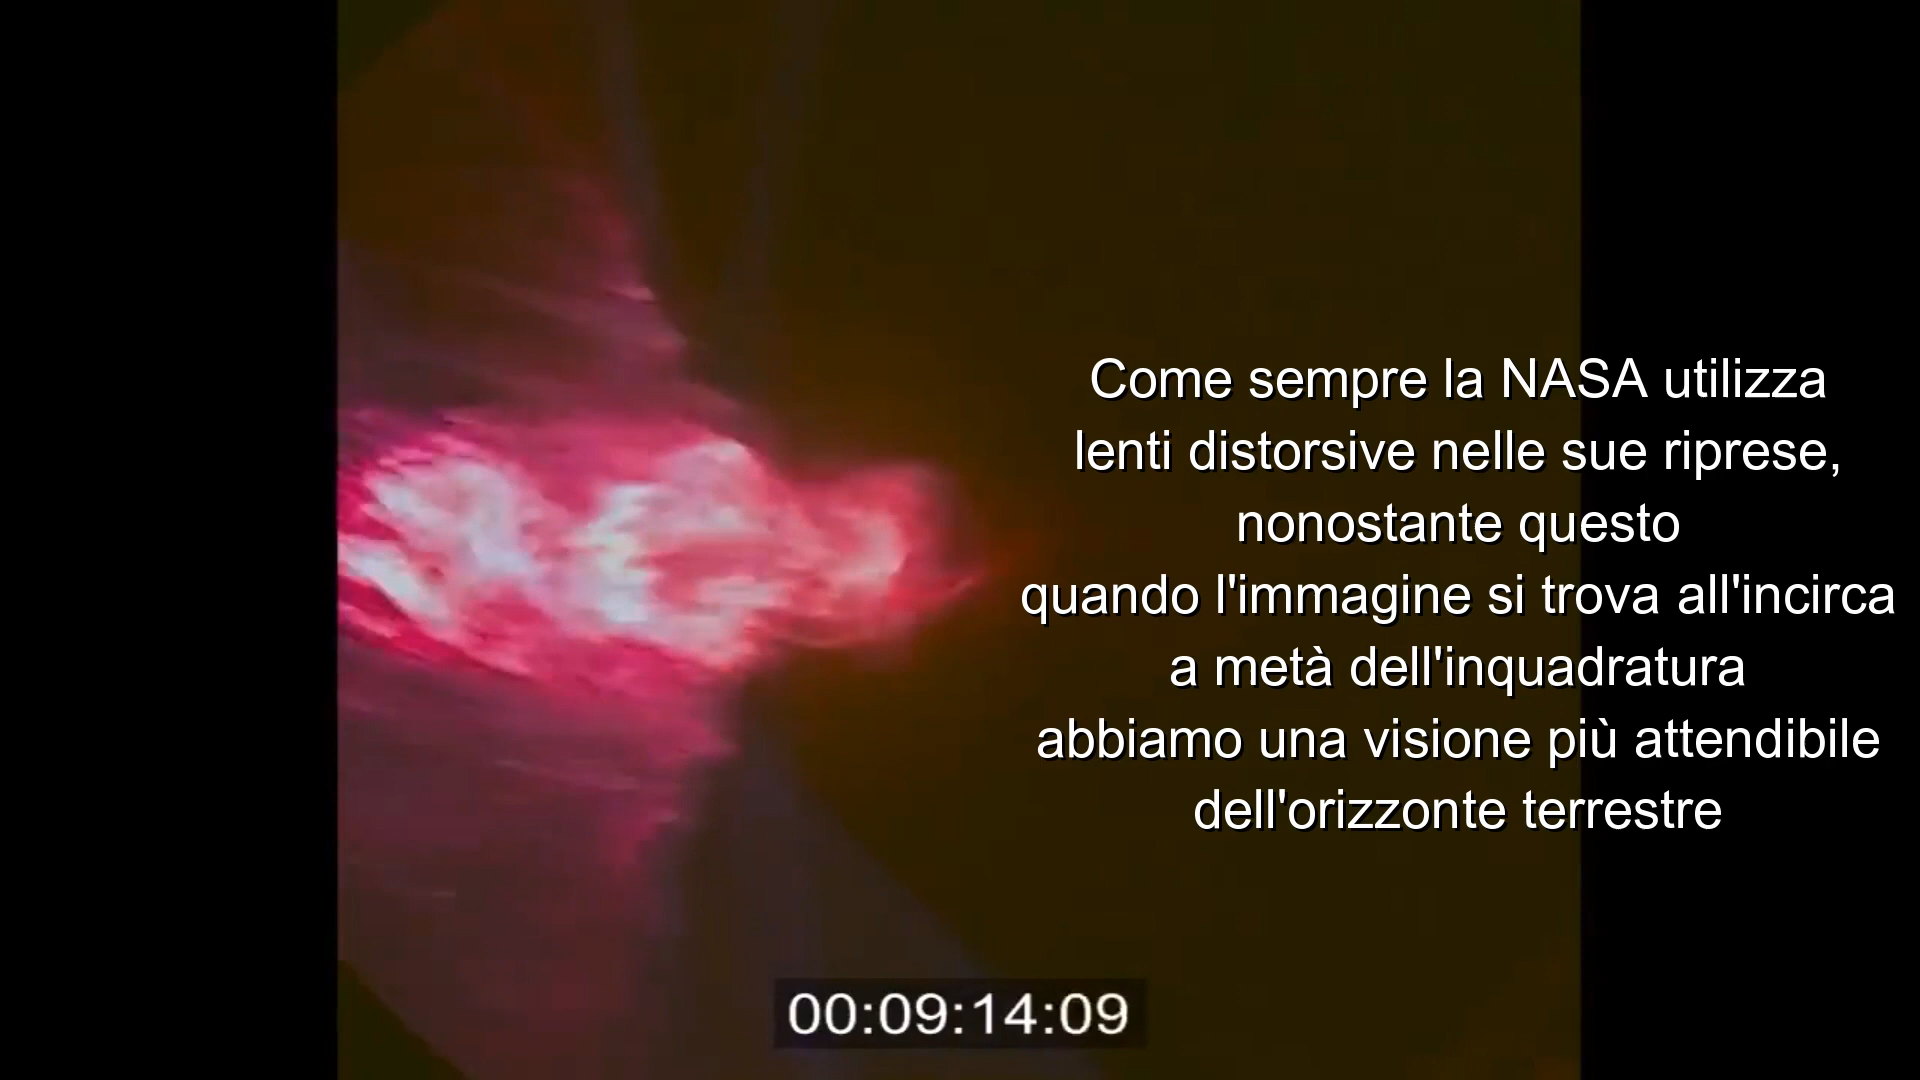 Come sempre la NASA utilizza
lenti distorsive nelle sue riprese,
nonostante questo
quando l'immagine si trova all'incirca
a metà dell'inquadratura
abbiamo una visione più attendibile
dell'orizzonte terrestre
00:09:14:09